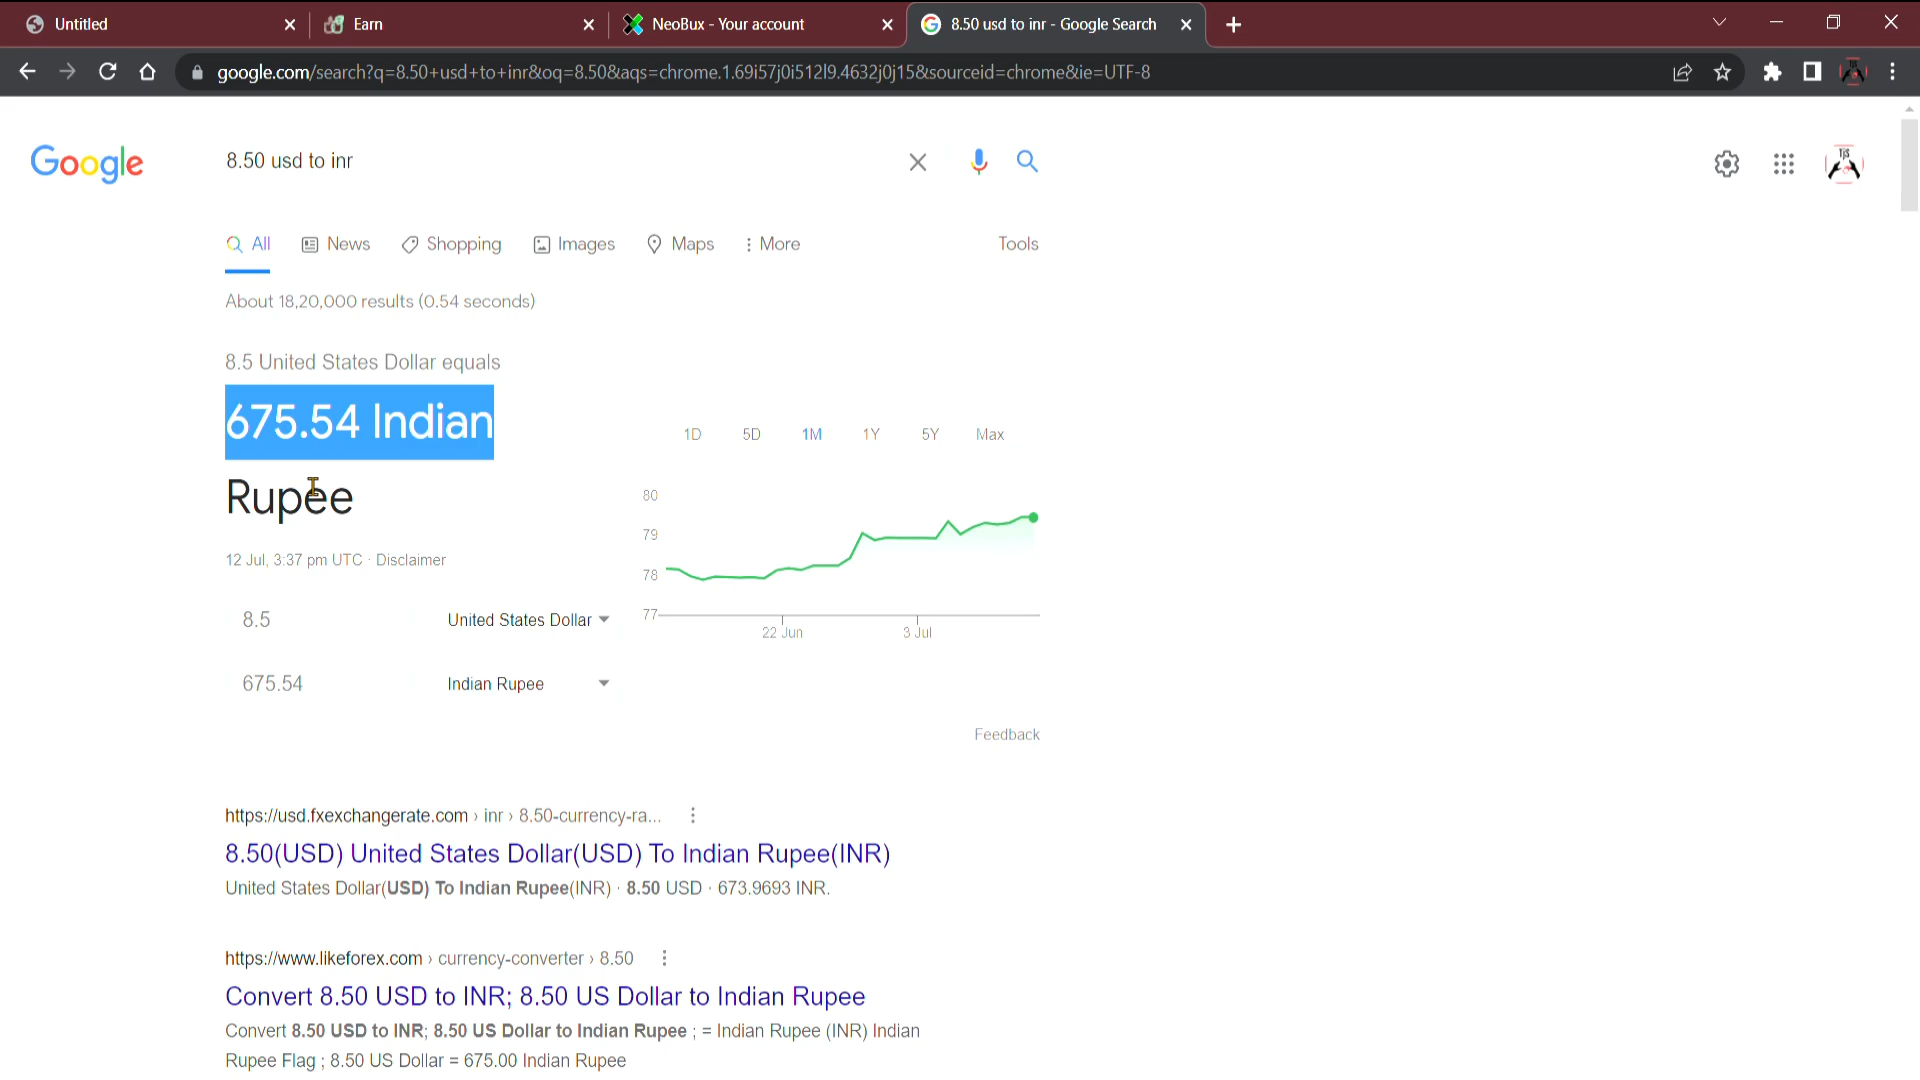 Untitled
Earn
NeoBux - Your account
8.50 usd to inr - Google Search
google.com/search?q=8.50+usd+to+inr&oq=8.50&aqs=chrome.1.69i57j0i512l9.4632j0j15&sourceid=chrome&ie=UTF-8
Google
8.50 usd to inr
TJS
All
News
Shopping
Images
Maps
More
Tools
About 18,20,000 results (0.54 seconds)
8.5 United States Dollar equals
675.54 Indian
Rupee
12 Jul, 3:37 pm UTC · Disclaimer
8.5
United States Dollar
675.54
Indian Rupee
1D
5D
1M
1Y
5Y
Max
80
79
78
77
22 Jun
3 Jul
Feedback
https://usd.fxexchangerate.com › inr › 8.50-currency-ra...
8.50(USD) United States Dollar(USD) To Indian Rupee(INR)
United States Dollar(USD) To Indian Rupee(INR) · 8.50 USD · 673.9693 INR.
https://www.likeforex.com › currency-converter › 8.50
Convert 8.50 USD to INR; 8.50 US Dollar to Indian Rupee
Convert 8.50 USD to INR; 8.50 US Dollar to Indian Rupee ; = Indian Rupee (INR) Indian
Rupee Flag ; 8.50 US Dollar = 675.00 Indian Rupee